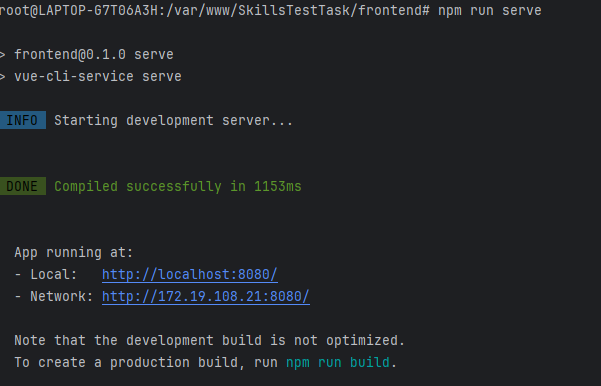 root@LAPTOP-G7T06A3H:/var/www/SkillsTestTask/frontend# npm run serve
> frontend@0.1.0 serve
> vue-cli-service serve
INFO Starting development server...
DONE Compiled successfully in 1153ms
App running at:
- Local: http://localhost:8080/
- Network: http://172.19.108.21:8080/
Note that the development build is not optimized.
To create a production build, run npm run build.